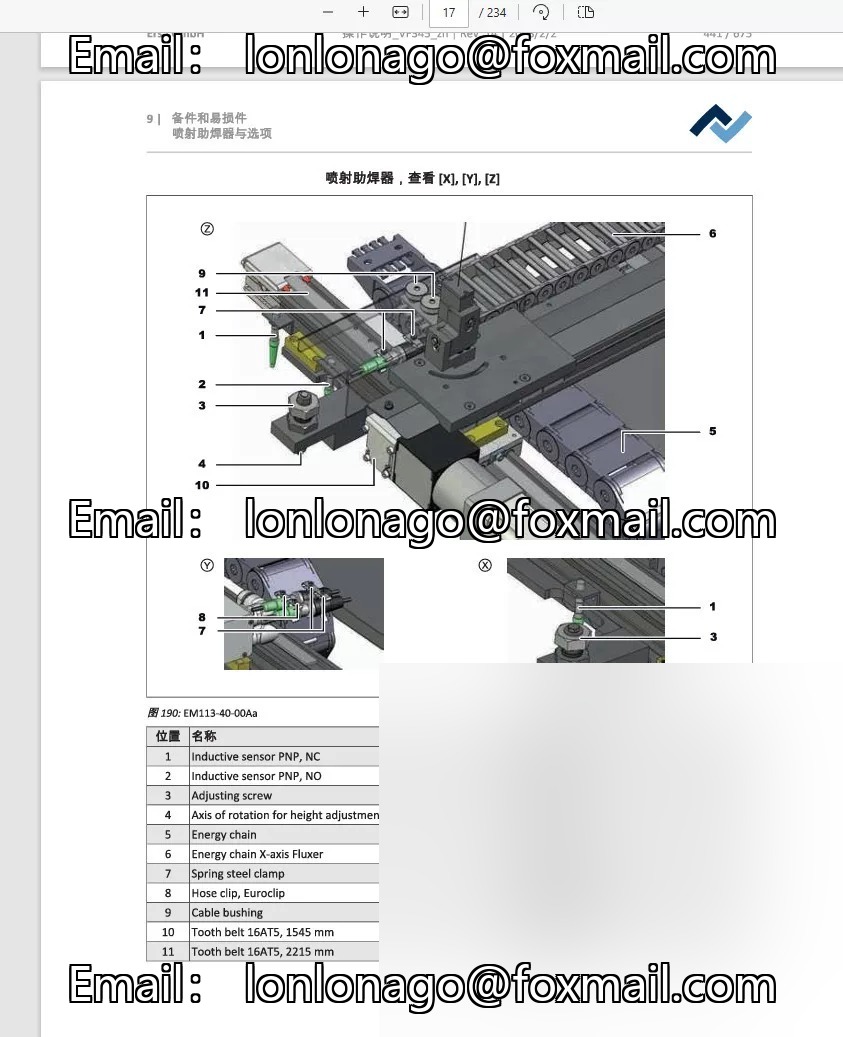 17 / 234
Email： lonlonago@foxmail.com
9 | 备件和易损件
喷射助焊器与选项
喷射助焊器，查看 [X], [Y], [Z]
Z
6
9
11
7
1
2
3
5
4
10
Email： lonlonago@foxmail.com
Y
X
8
7
1
3
图 190: EM113-40-00Aa
位置 名称
1 Inductive sensor PNP, NC
2 Inductive sensor PNP, NO
3 Adjusting screw
4 Axis of rotation for height adjustmen
5 Energy chain
6 Energy chain X-axis Fluxer
7 Spring steel clamp
8 Hose clip, Euroclip
9 Cable bushing
10 Tooth belt 16AT5, 1545 mm
11 Tooth belt 16AT5, 2215 mm
Email： lonlonago@foxmail.com